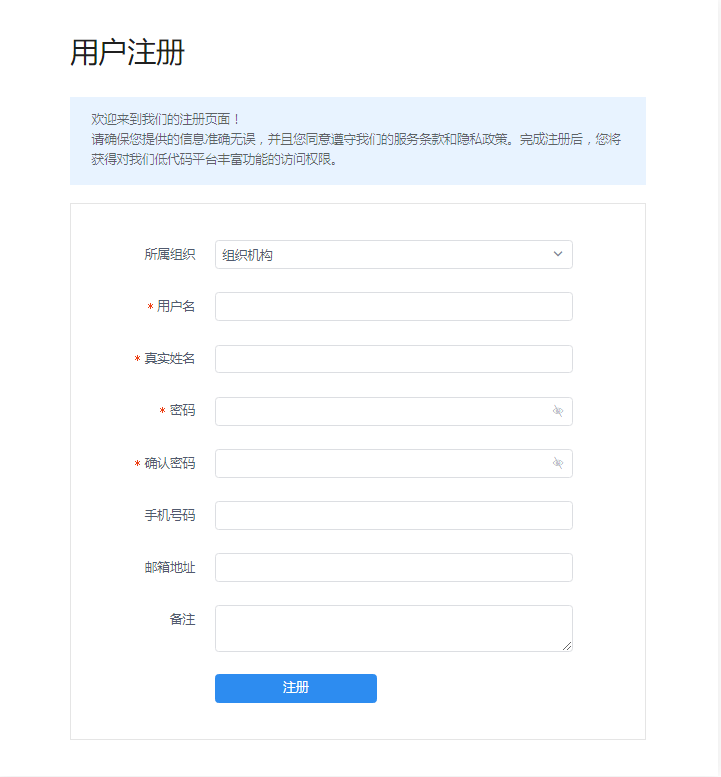 用户注册
欢迎来到我们的注册页面！
请确保您提供的信息准确无误，并且您同意遵守我们的服务条款和隐私政策。完成注册后，您将
获得对我们低代码平台丰富功能的访问权限。
所属组织 组织机构
* 用户名
* 真实姓名
* 密码
* 确认密码
手机号码
邮箱地址
备注
注册